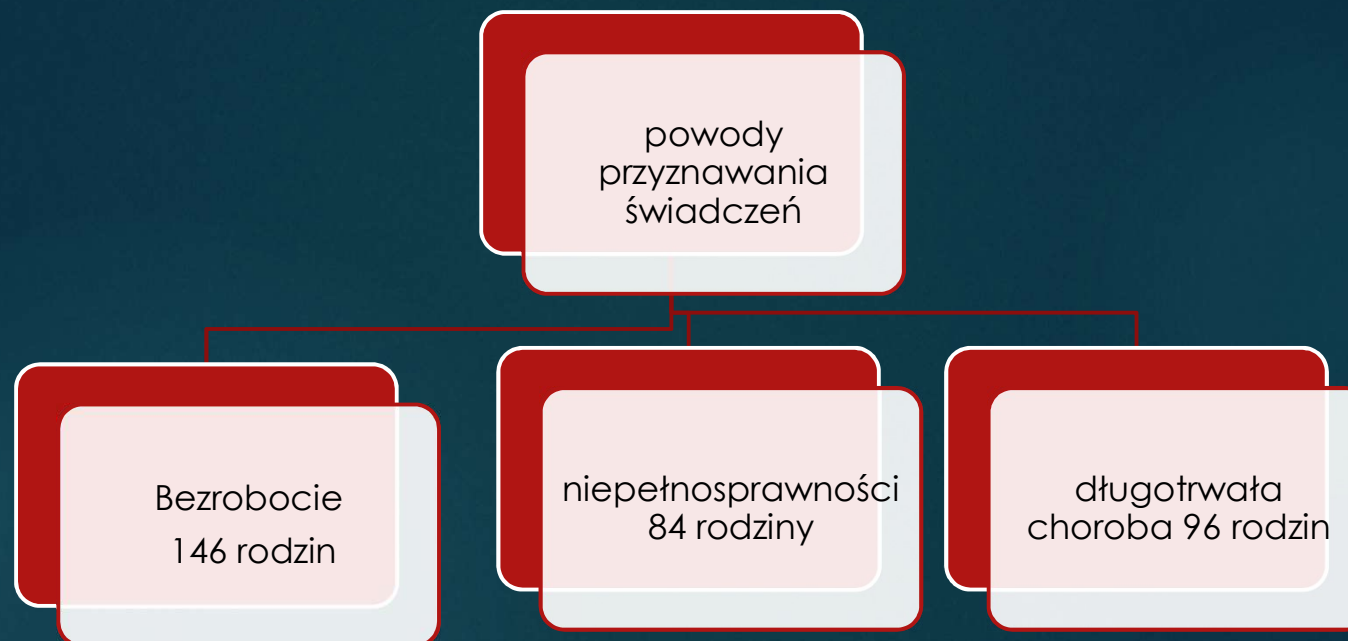 powody
przyznawania
świadczeń
Bezrobocie
146 rodzin
niepełnosprawności
84 rodziny
długotrwała
choroba 96 rodzin